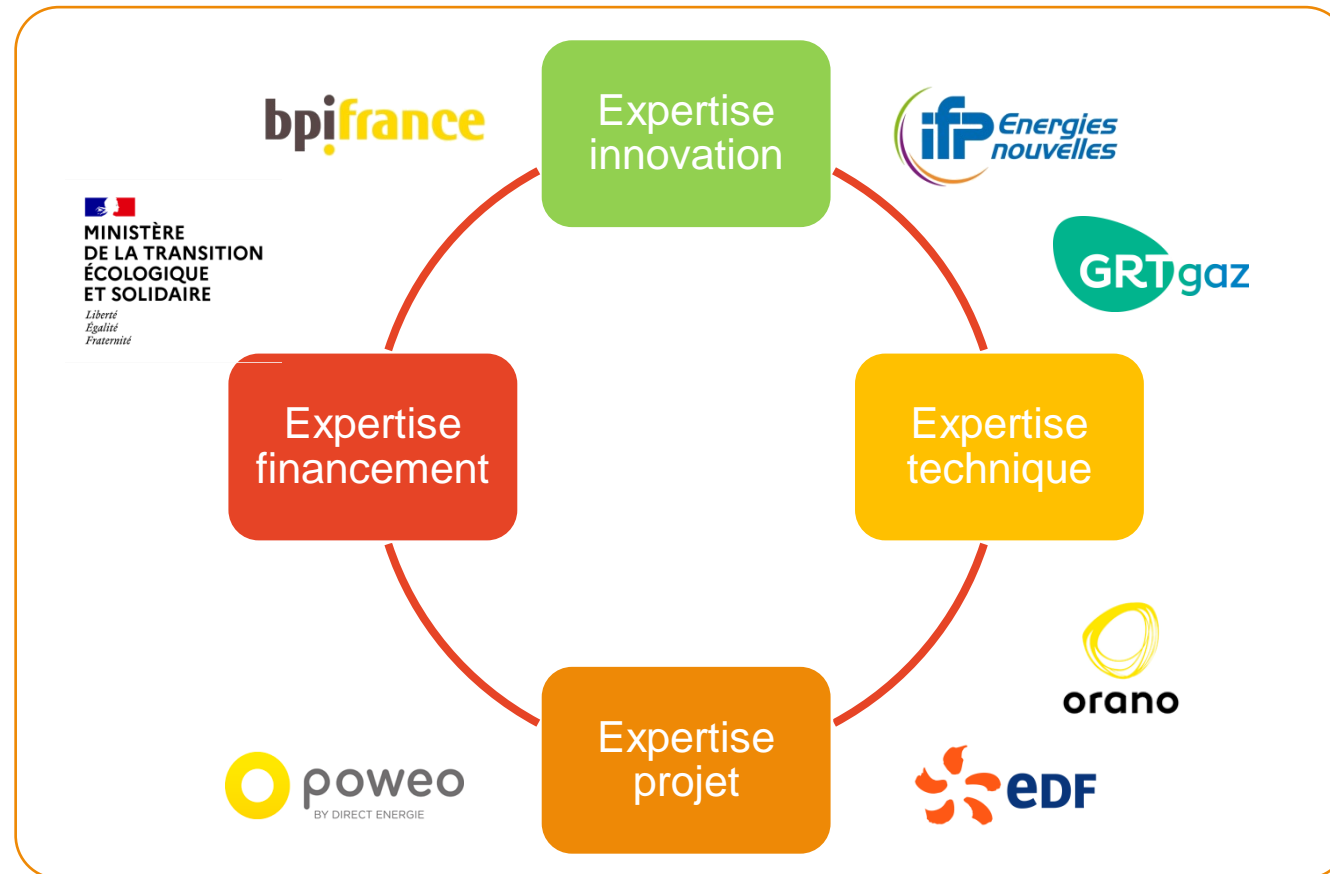 bpifrance
Expertise
innovation
ifp Energies
nouvelles
MINISTÈRE
DE LA TRANSITION
ÉCOLOGIQUE
ET SOLIDAIRE
Liberté
Égalité
Fraternité
GRTgaz
Expertise
financement
Expertise
technique
orano
Expertise
projet
poweo
BY DIRECT ENERGIE
eDF